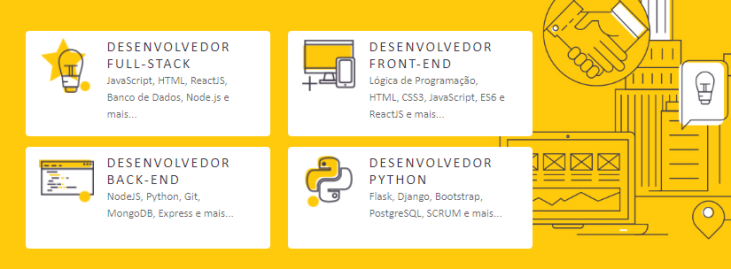 DESENVOLVEDOR
FULL-STACK
JavaScript, HTML, ReactJS,
Banco de Dados, Node.js e
mais...
DESENVOLVEDOR
FRONT-END
Lógica de Programação,
HTML, CSS3, JavaScript, ES6 e
ReactJS e mais...
DESENVOLVEDOR
BACK-END
NodeJS, Python, Git,
MongoDB, Express e mais...
DESENVOLVEDOR
PYTHON
Flask, Django, Bootstrap,
PostgreSQL, SCRUM e mais...